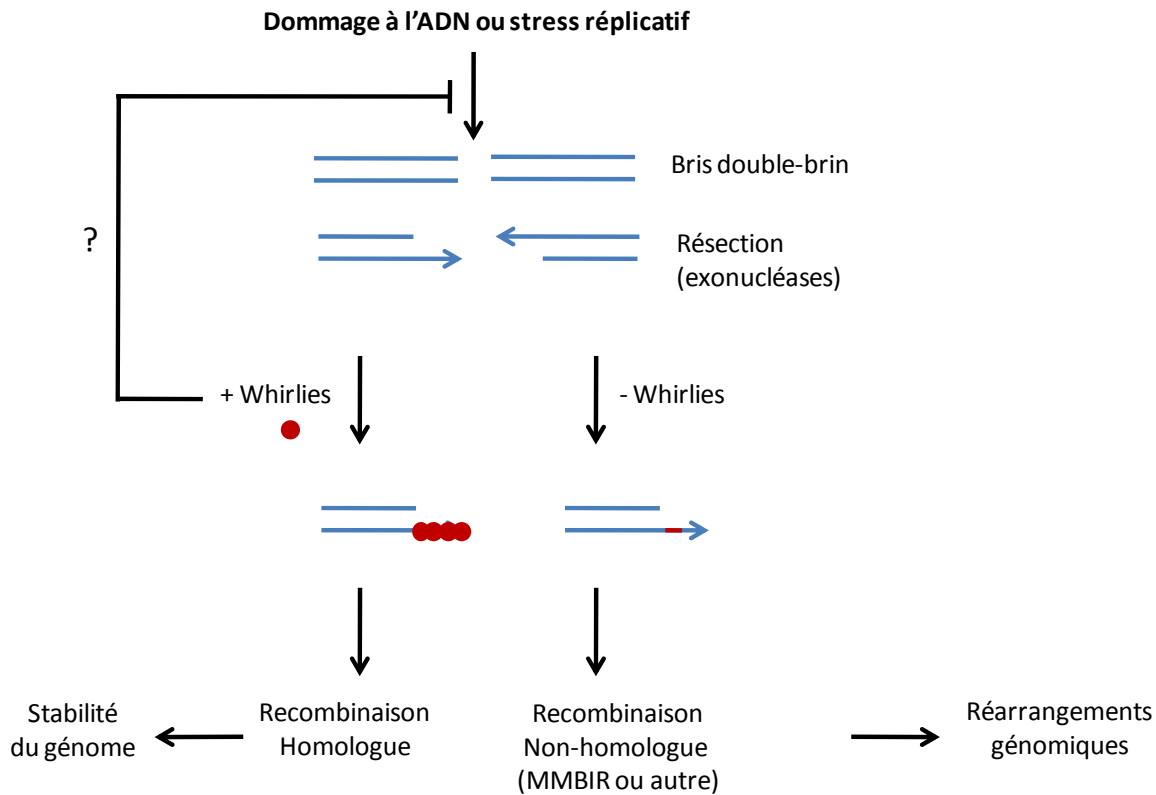 Dommage à l'ADN ou stress réplicatif
Bris double-brin
?
Résection
(exonucléases)
+ Whirlies
- Whirlies
Stabilité
du génome
Recombinaison
Homologue
Recombinaison
Non-homologue
(MMBIR ou autre)
Réarrangements
génomiques